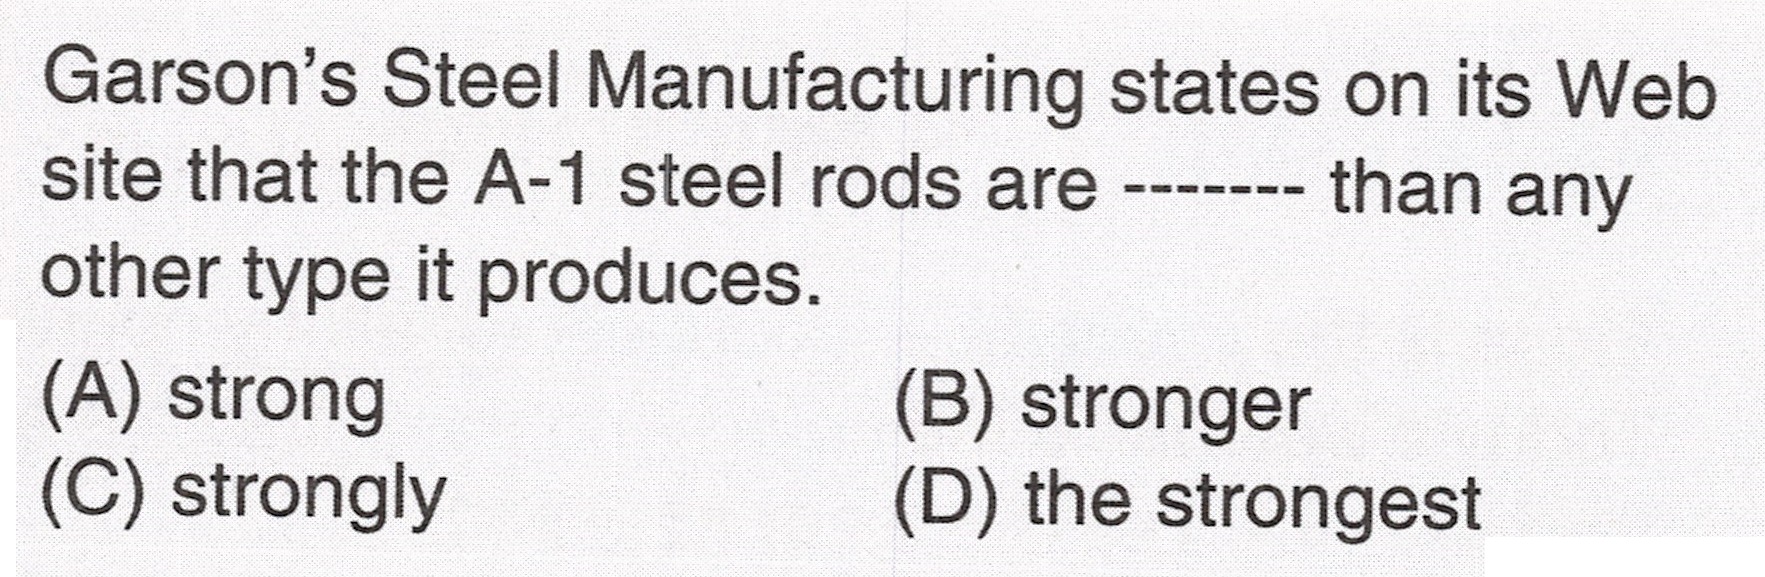 Garson's Steel Manufacturing states on its Web
site that the A-1 steel rods are ------- than any
other type it produces.
(A) strong (B) stronger
(C) strongly (D) the strongest